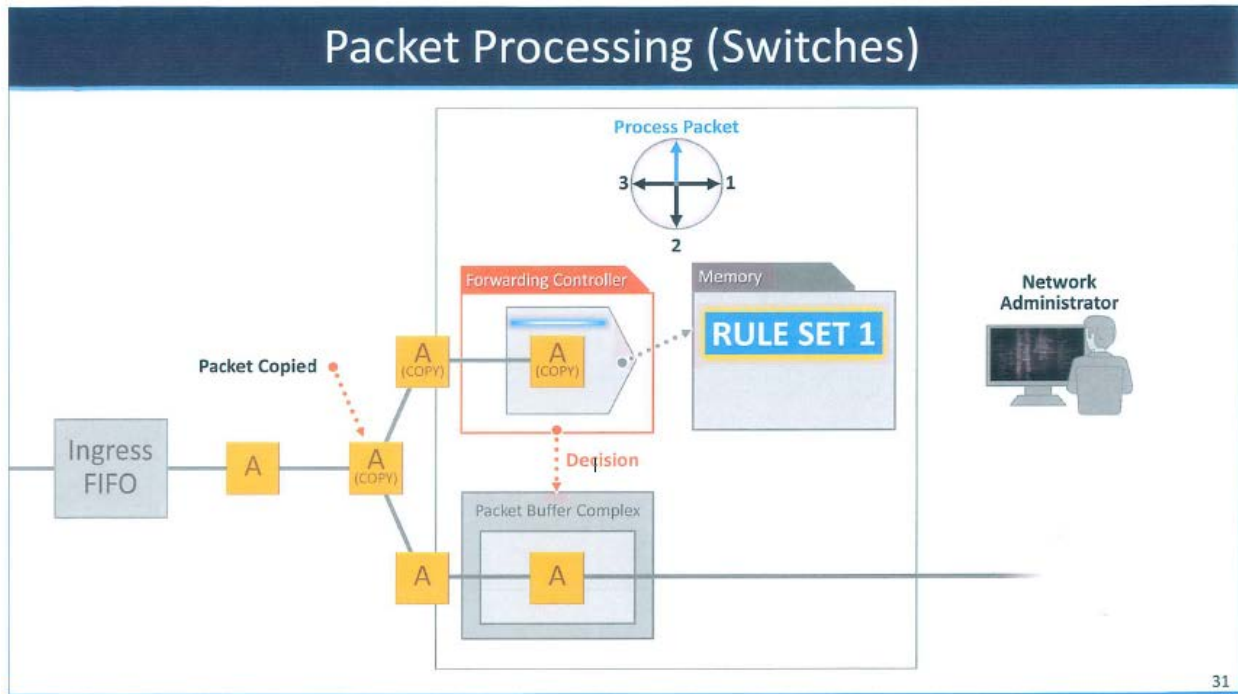 Packet Processing (Switches)
Process Packet
3
1
2
Forwarding Controller
Memory
RULE SET 1
Network
Administrator
Packet Copied
A
(COPY)
A
(COPY)
Ingress
FIFO
A
A
(COPY)
Decision
Packet Buffer Complex
A
A
31